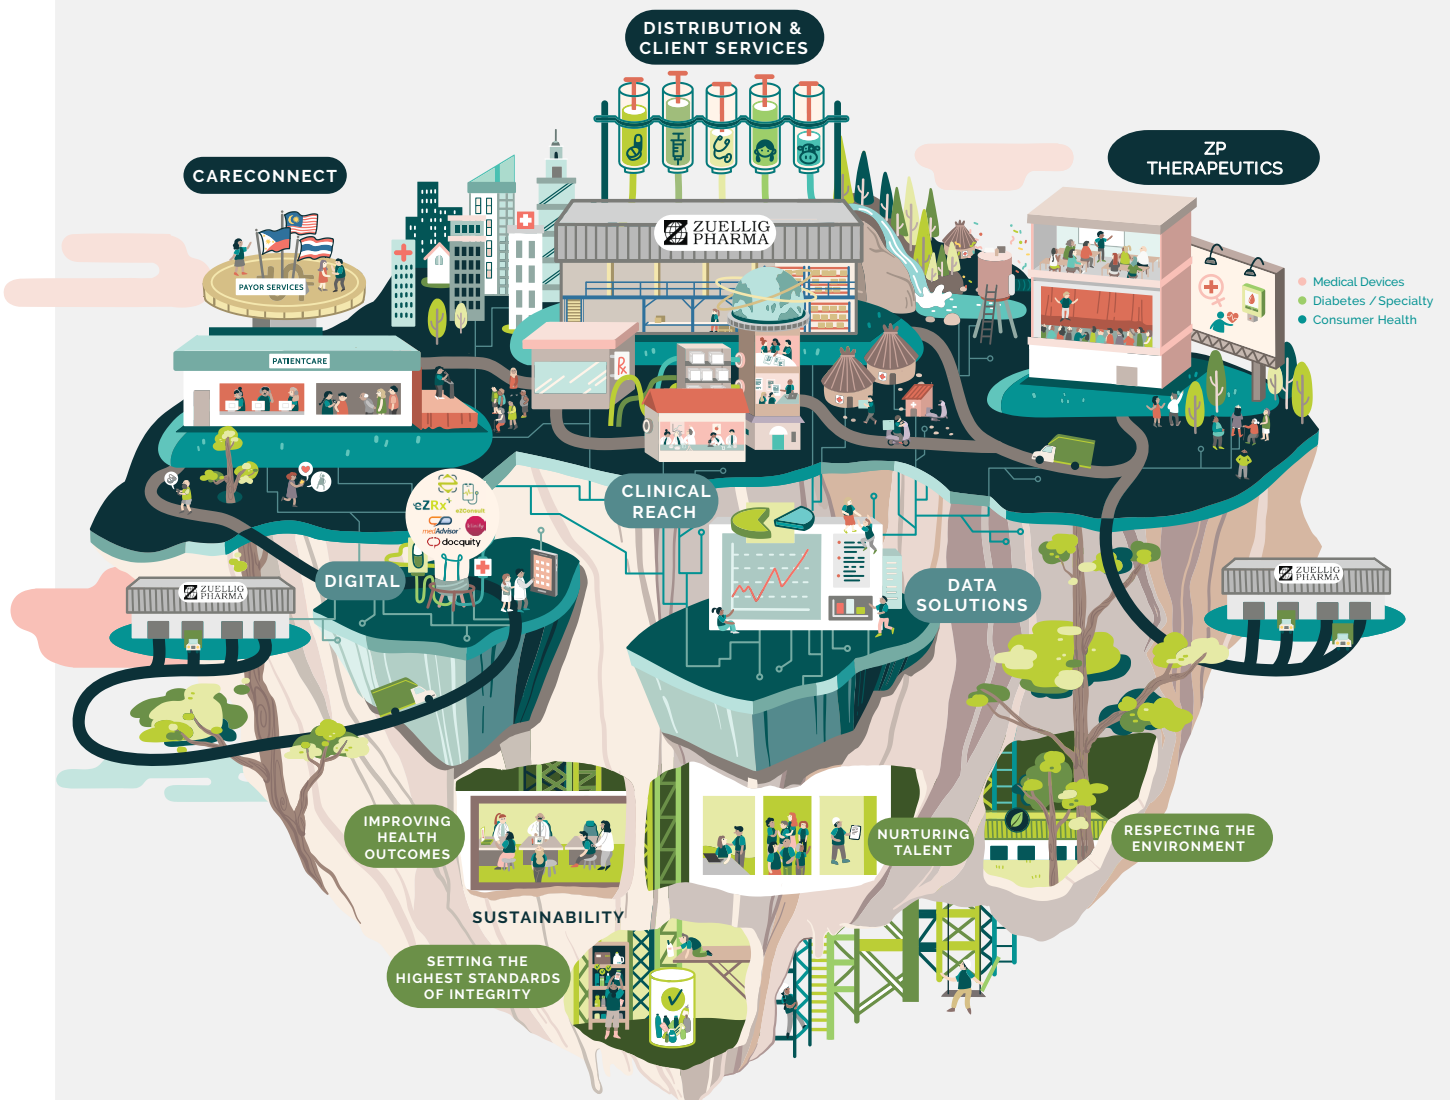 DISTRIBUTION &
CLIENT SERVICES
CARECONNECT
ZP
THERAPEUTICS
ZUELLIG
PHARMA
PAYOR SERVICES
Medical Devices
Diabetes / Specialty
Consumer Health
PATIENTCARE
Rx
CLINICAL
REACH
eZRx
eZConsult
medAdvisor
docquity
DIGITAL
DATA
SOLUTIONS
ZUELLIG
PHARMA
ZUELLIG
PHARMA
IMPROVING
HEALTH
OUTCOMES
NURTURING
TALENT
RESPECTING THE
ENVIRONMENT
SUSTAINABILITY
SETTING THE
HIGHEST STANDARDS
OF INTEGRITY